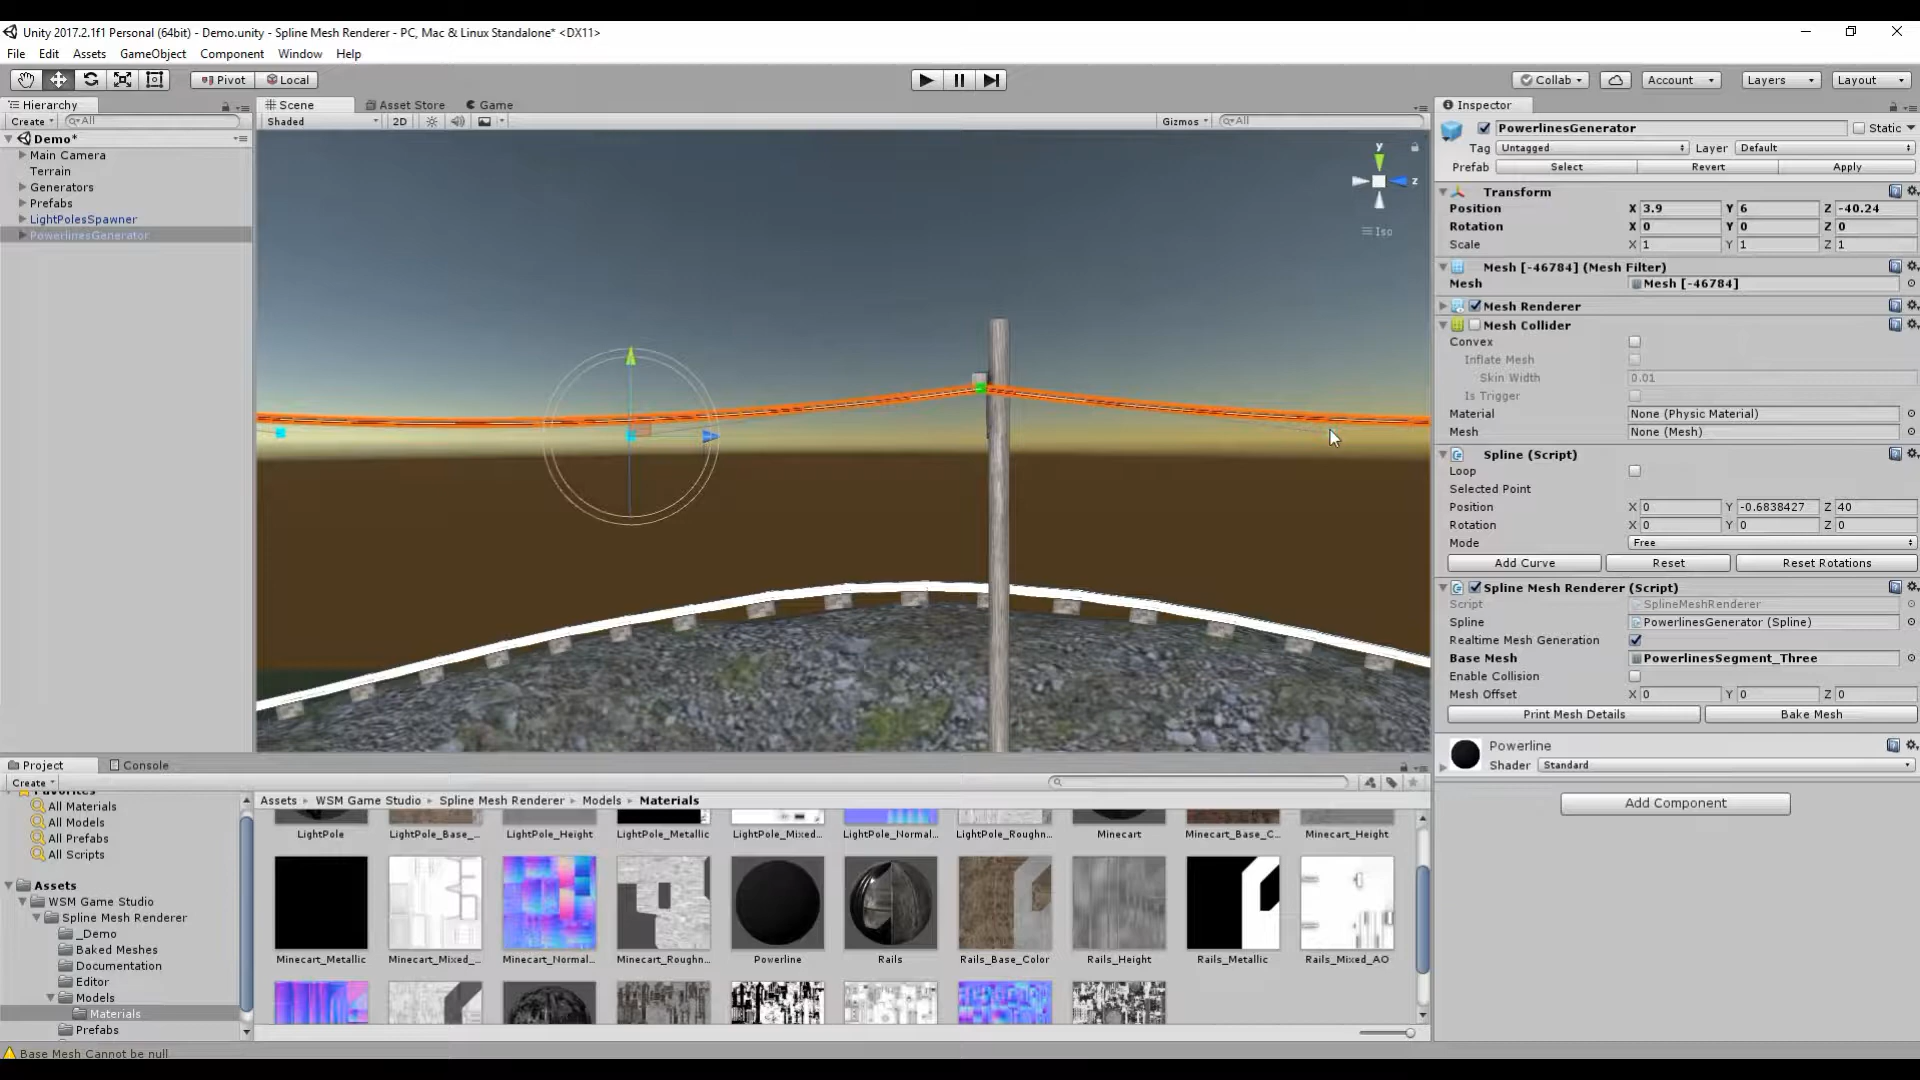 Unity 2017.2.1f1 Personal (64bit) - Demo.unity - Spline Mesh Renderer - PC, Mac & Linux Standalone* <DX11>
File Edit Assets GameObject Component Window Help
Pivot Local Collab Account Layers Layout
Hierarchy
Create All
Demo*
Main Camera
Terrain
Generators
Prefabs
LightPolesSpawner
PowerlinesGenerator
Scene Asset Store Game
Shaded 2D Gizmos All
y
z
Iso
Inspector
PowerlinesGenerator Static
Tag Untagged Layer Default
Prefab Select Revert Apply
Transform
Position X 3.9 Y 6 Z -40.24
Rotation X 0 Y 0 Z 0
Scale X 1 Y 1 Z 1
Mesh [-46784] (Mesh Filter)
Mesh Mesh [-46784]
Mesh Renderer
Mesh Collider
Convex
Inflate Mesh
Skin Width 0.01
Is Trigger
Material None (Physic Material)
Mesh None (Mesh)
Spline (Script)
Loop
Selected Point
Position X 0 Y -0.6838427 Z 40
Rotation X 0 Y 0 Z 0
Mode Free
Add Curve Reset Reset Rotations
Spline Mesh Renderer (Script)
Script SplineMeshRenderer
Spline PowerlinesGenerator (Spline)
Realtime Mesh Generation
Base Mesh PowerlinesSegment_Three
Enable Collision
Mesh Offset X 0 Y 0 Z 0
Print Mesh Details Bake Mesh
Powerline
Shader Standard
Add Component
Project Console
Create
Favorites
All Materials
All Models
All Prefabs
All Scripts
Assets
WSM Game Studio
Spline Mesh Renderer
_Demo
Baked Meshes
Documentation
Editor
Models
Materials
Prefabs
Assets WSM Game Studio Spline Mesh Renderer Models Materials
LightPole LightPole_Base_... LightPole_Height LightPole_Metallic LightPole_Mixed... LightPole_Normal... LightPole_Roughn... Minecart Minecart_Base_C... Minecart_Height
Minecart_Metallic Minecart_Mixed_... Minecart_Normal... Minecart_Roughn... Powerline Rails Rails_Base_Color Rails_Height Rails_Metallic Rails_Mixed_AO
Base Mesh Cannot be null